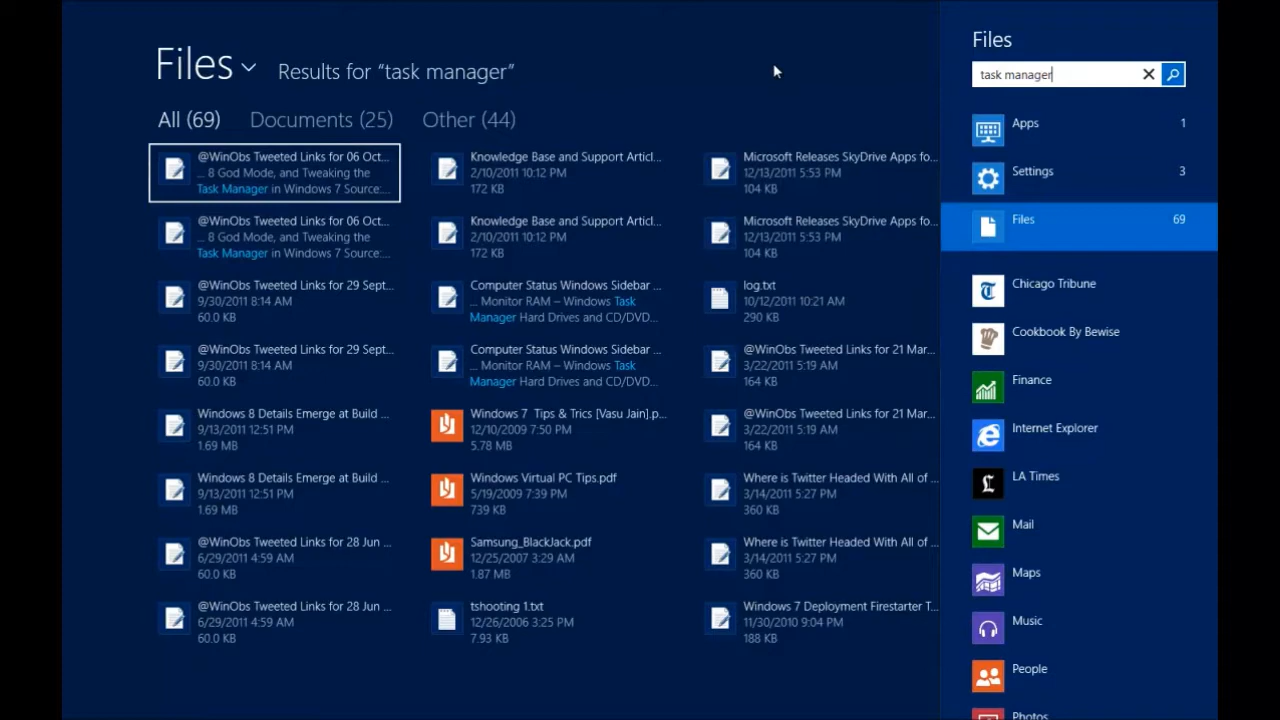 Files
Results for “task manager”
All (69)
Documents (25)
Other (44)
@WinObs Tweeted Links for 06 Oct...
... 8 God Mode, and Tweaking the
Task Manager in Windows 7 Source:...
@WinObs Tweeted Links for 06 Oct...
... 8 God Mode, and Tweaking the
Task Manager in Windows 7 Source:...
@WinObs Tweeted Links for 29 Sept...
9/30/2011 8:14 AM
60.0 KB
@WinObs Tweeted Links for 29 Sept...
9/30/2011 8:14 AM
60.0 KB
Windows 8 Details Emerge at Build ...
9/13/2011 12:51 PM
1.69 MB
Windows 8 Details Emerge at Build ...
9/13/2011 12:51 PM
1.69 MB
@WinObs Tweeted Links for 28 Jun ...
6/29/2011 4:59 AM
60.0 KB
@WinObs Tweeted Links for 28 Jun ...
6/29/2011 4:59 AM
60.0 KB
Knowledge Base and Support Articl...
2/10/2011 10:12 PM
172 KB
Knowledge Base and Support Articl...
2/10/2011 10:12 PM
172 KB
Computer Status Windows Sidebar ...
... Monitor RAM – Windows Task
Manager Hard Drives and CD/DVD...
Computer Status Windows Sidebar ...
... Monitor RAM – Windows Task
Manager Hard Drives and CD/DVD...
Windows 7 Tips & Trics [Vasu Jain].p...
12/10/2009 7:50 PM
5.78 MB
Windows Virtual PC Tips.pdf
5/19/2009 7:39 PM
739 KB
Samsung_BlackJack.pdf
12/25/2007 3:29 AM
1.87 MB
tshooting 1.txt
12/26/2006 3:25 PM
7.93 KB
Microsoft Releases SkyDrive Apps fo...
12/13/2011 5:53 PM
104 KB
Microsoft Releases SkyDrive Apps fo...
12/13/2011 5:53 PM
104 KB
log.txt
10/12/2011 10:21 AM
290 KB
@WinObs Tweeted Links for 21 Mar...
3/22/2011 5:19 AM
164 KB
@WinObs Tweeted Links for 21 Mar...
3/22/2011 5:19 AM
164 KB
Where is Twitter Headed With All of ...
3/14/2011 5:27 PM
360 KB
Where is Twitter Headed With All of ...
3/14/2011 5:27 PM
360 KB
Windows 7 Deployment Firestarter T...
11/30/2010 9:04 PM
188 KB
Files
task manager
Apps 1
Settings 3
Files 69
Chicago Tribune
Cookbook By Bewise
Finance
Internet Explorer
LA Times
Mail
Maps
Music
People
Photos